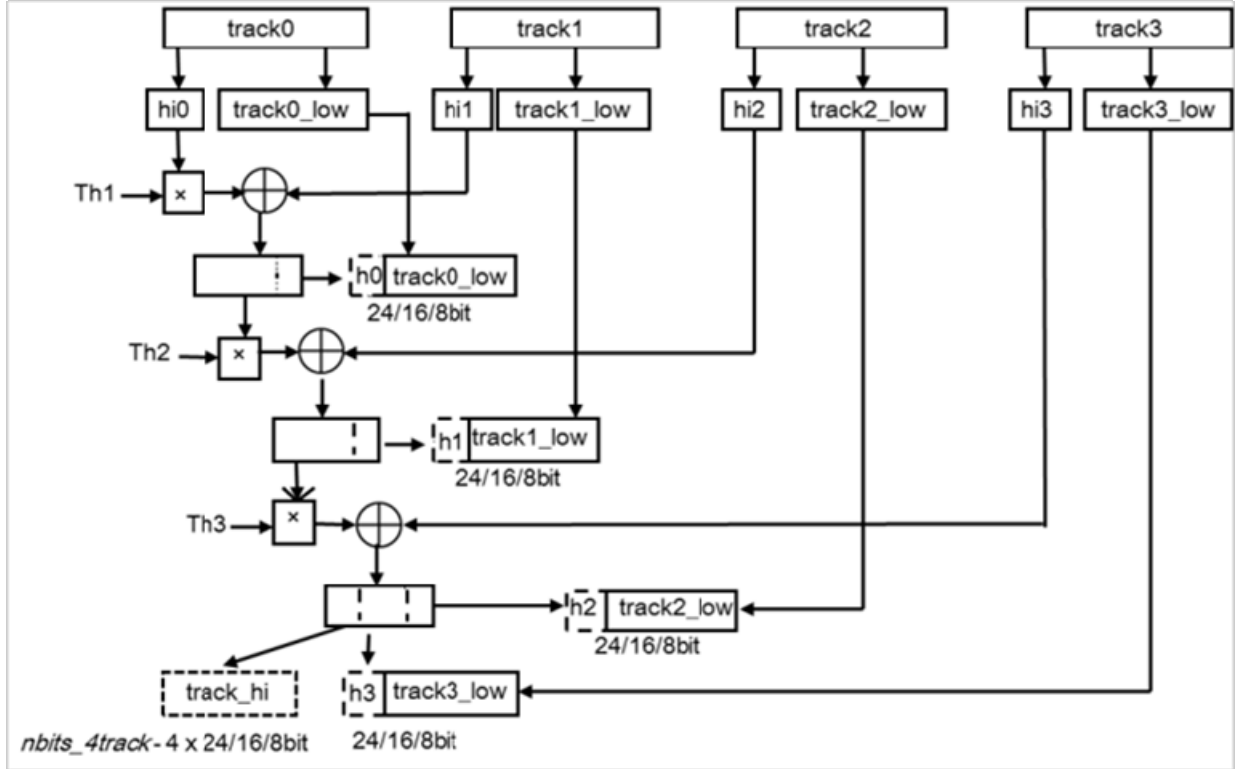 track0 track1 track2 track3
hi0 track0_low hi1 track1_low hi2 track2_low hi3 track3_low
Th1 ×
h0 track0_low
24/16/8bit
Th2 ×
h1 track1_low
24/16/8bit
Th3 ×
h2 track2_low
24/16/8bit
track_hi h3 track3_low
nbits_4track - 4 x 24/16/8bit 24/16/8bit